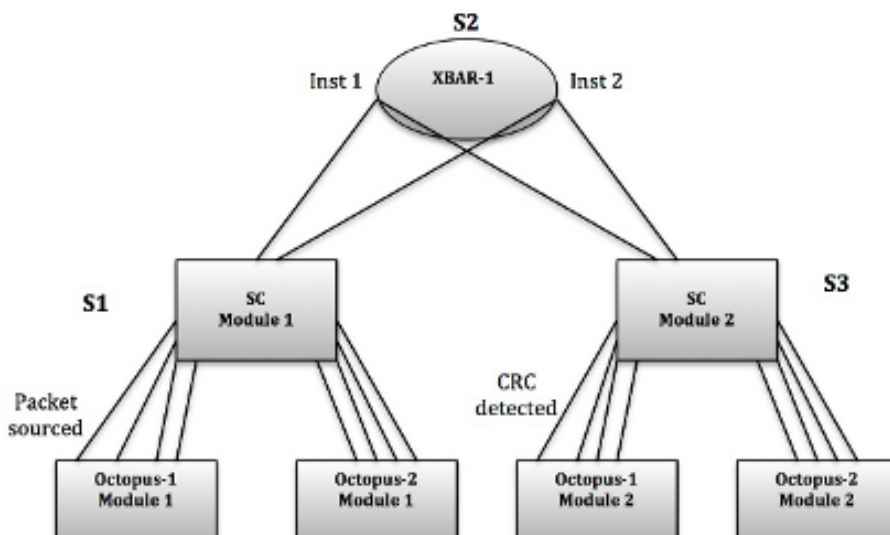 S2
XBAR-1
Inst 1
Inst 2
S1
SC
Module 1
SC
Module 2
S3
Packet
sourced
CRC
detected
Octopus-1
Module 1
Octopus-2
Module 1
Octopus-1
Module 2
Octopus-2
Module 2